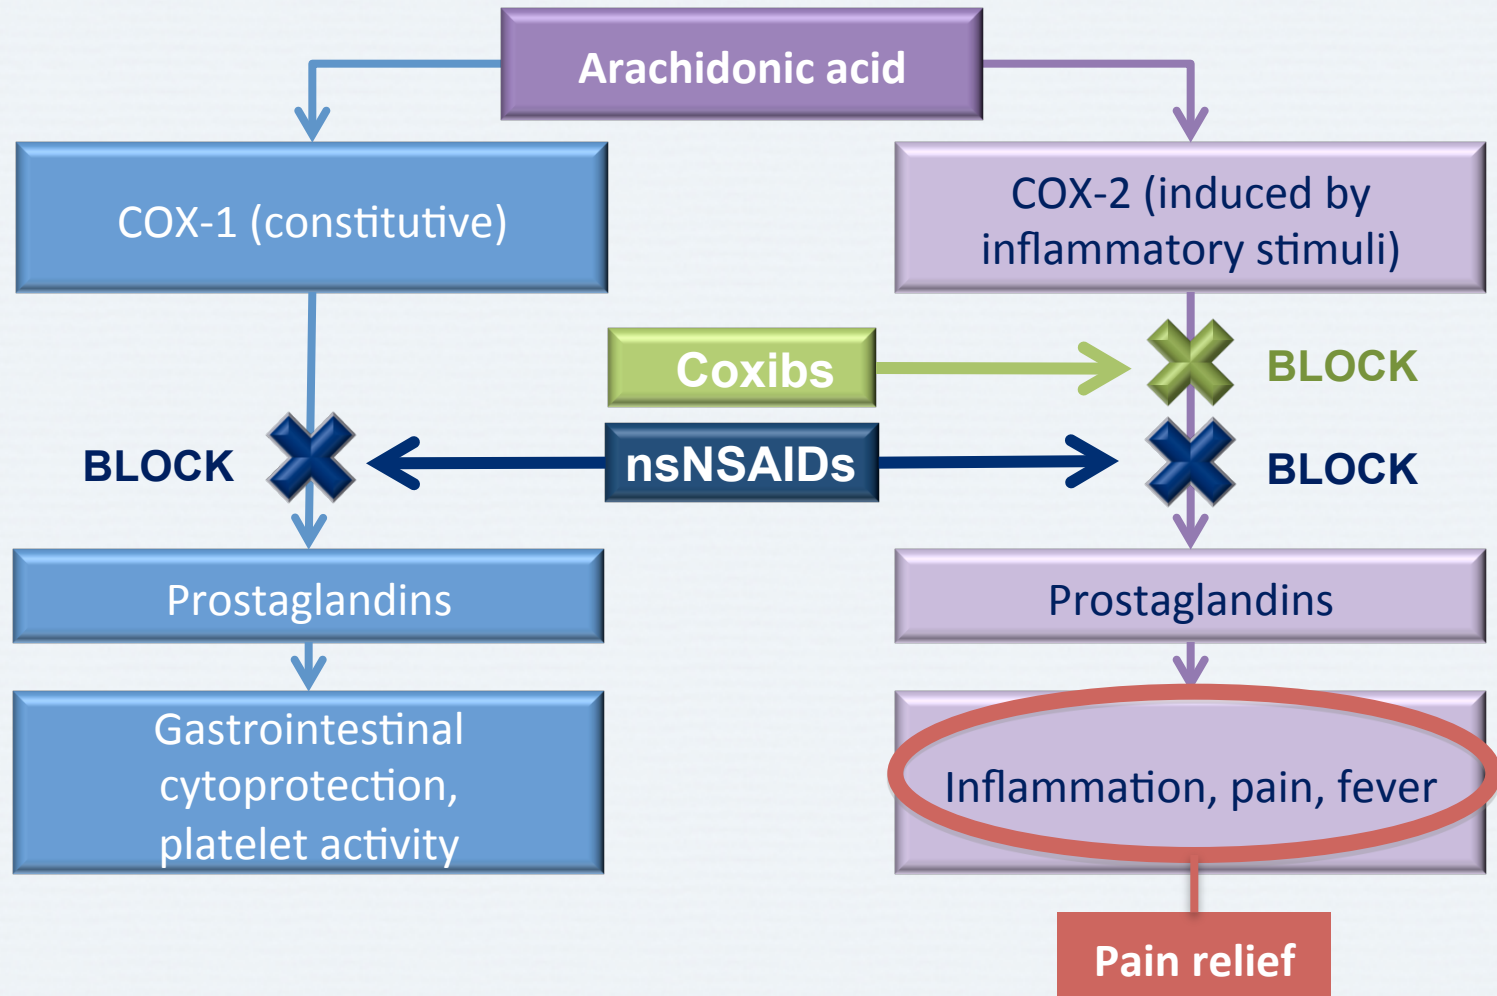 Arachidonic acid
COX-1 (constitutive)
COX-2 (induced by
inflammatory stimuli)
Coxibs
BLOCK
BLOCK
nsNSAIDs
BLOCK
Prostaglandins
Prostaglandins
Gastrointestinal
cytoprotection,
platelet activity
Inflammation, pain, fever
Pain relief